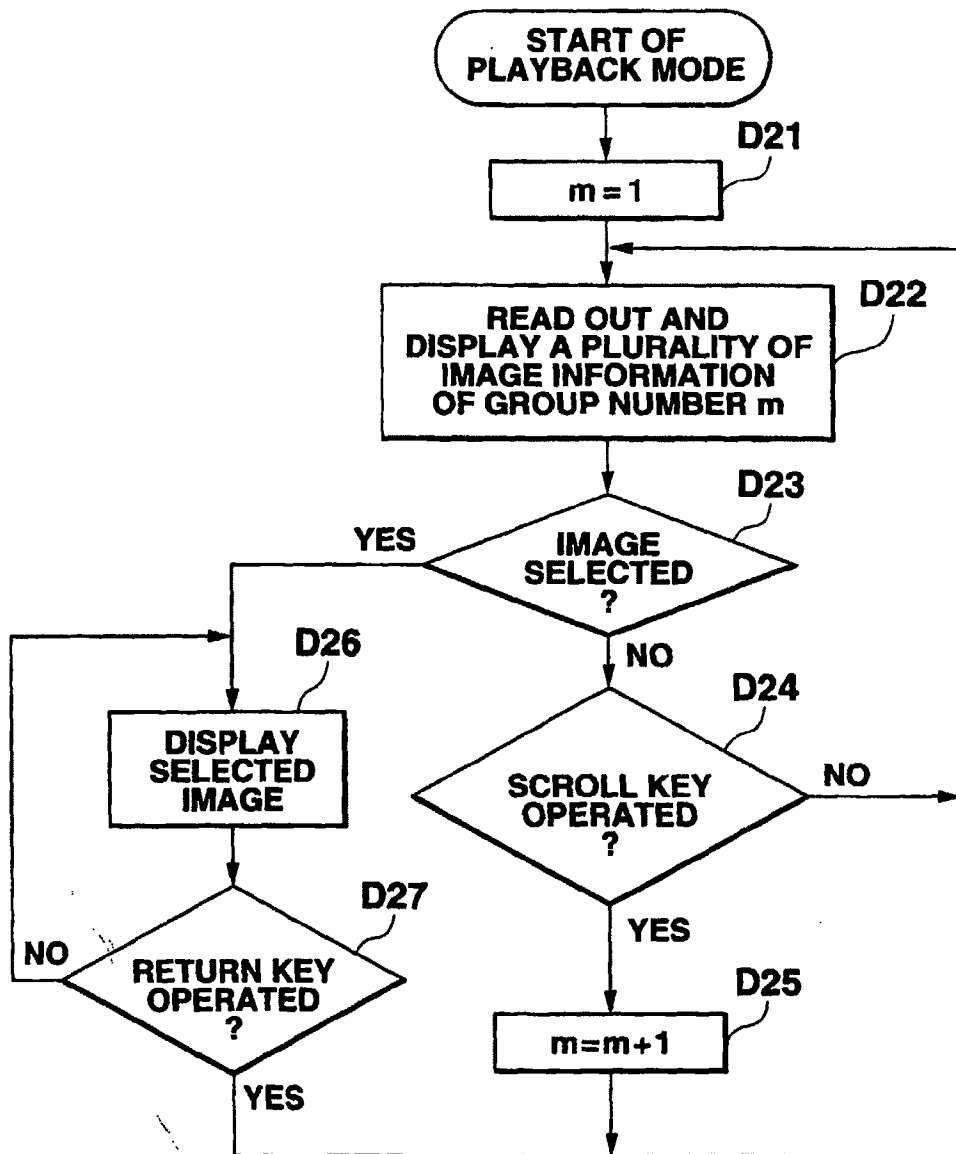 START OF
PLAYBACK MODE
D21
m = 1
D22
READ OUT AND
DISPLAY A PLURALITY OF
IMAGE INFORMATION
OF GROUP NUMBER m
D23
YES
IMAGE
SELECTED
?
NO
D26
D24
DISPLAY
SELECTED
IMAGE
SCROLL KEY
OPERATED
?
NO
D27
YES
NO
RETURN KEY
OPERATED
?
D25
m=m+1
YES